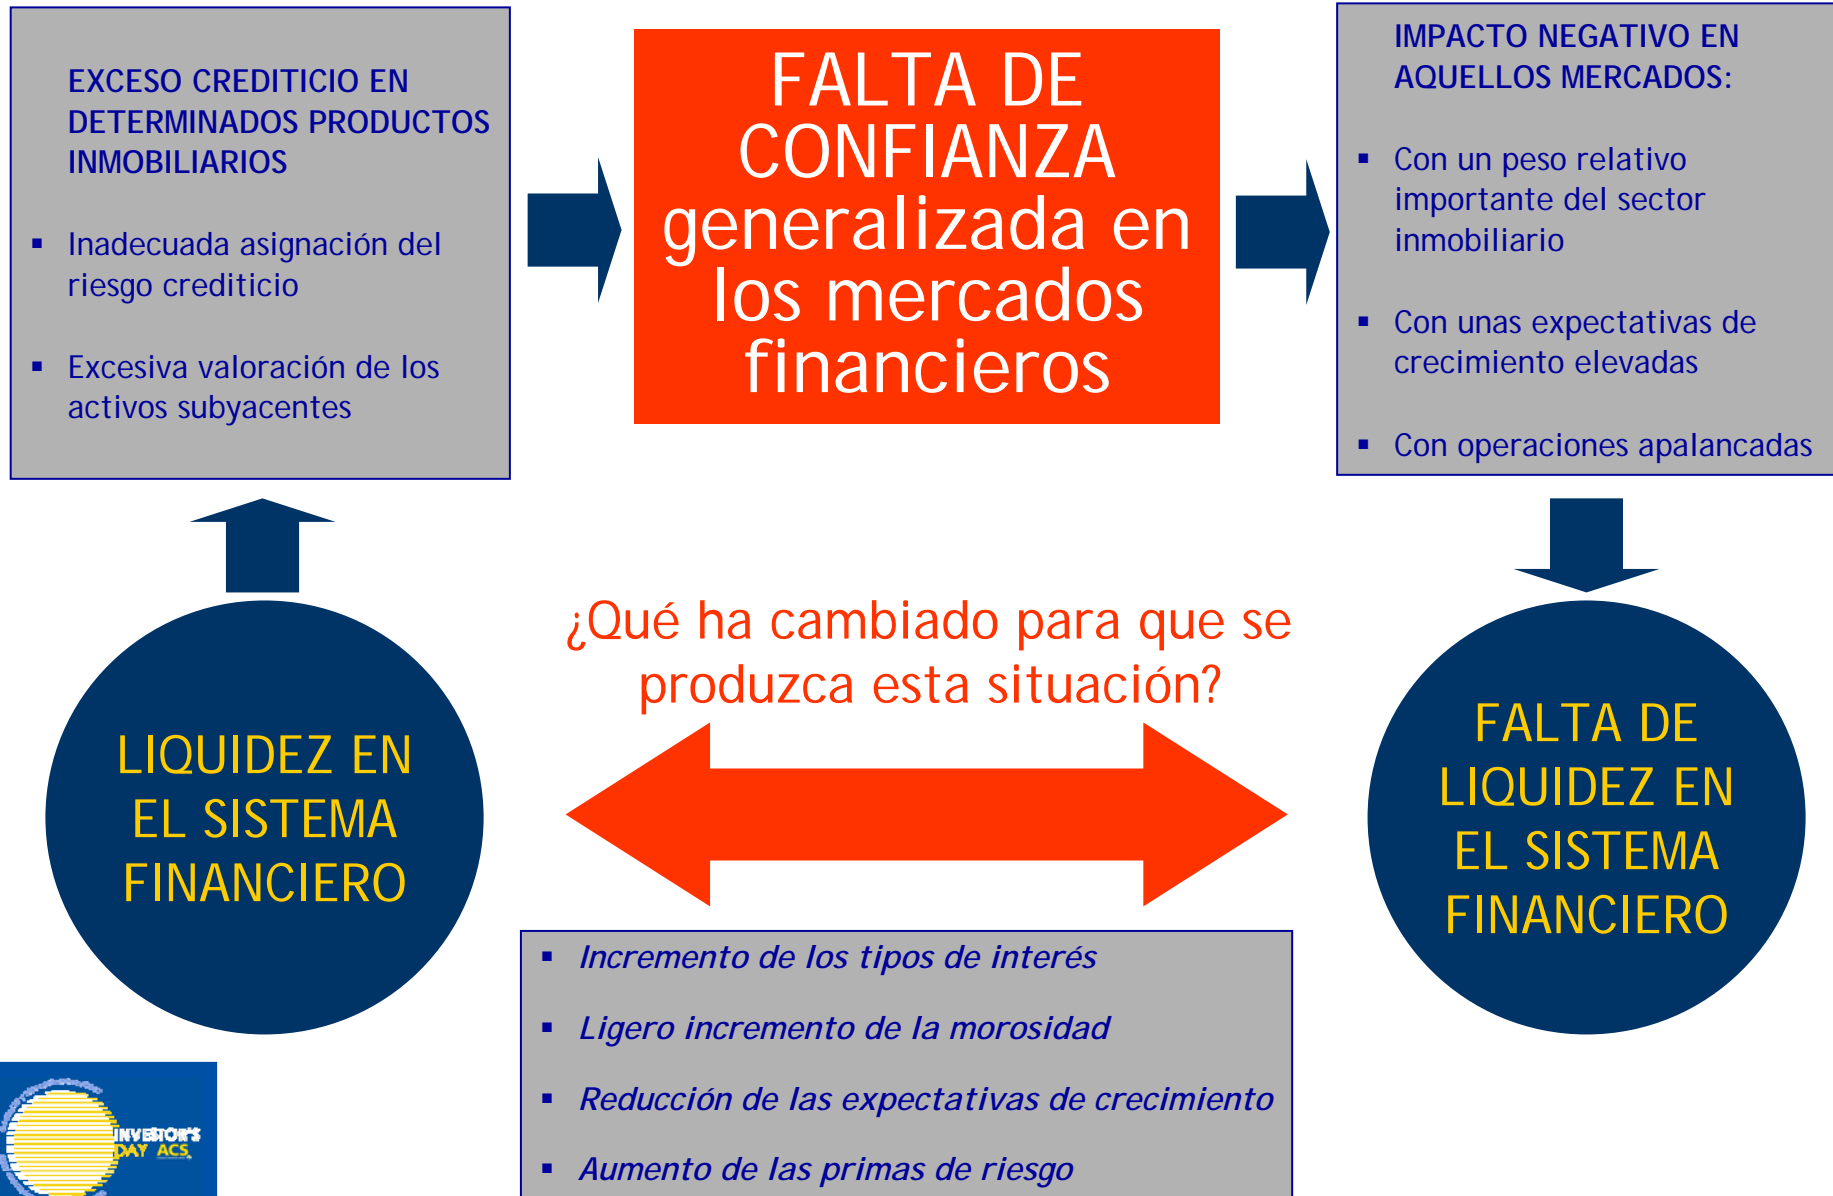 EXCESO CREDITICIO EN
DETERMINADOS PRODUCTOS
INMOBILIARIOS
▪ Inadecuada asignación del
riesgo crediticio
▪ Excesiva valoración de los
activos subyacentes
FALTA DE
CONFIANZA
generalizada en
los mercados
financieros
IMPACTO NEGATIVO EN
AQUELLOS MERCADOS:
▪ Con un peso relativo
importante del sector
inmobiliario
▪ Con unas expectativas de
crecimiento elevadas
▪ Con operaciones apalancadas
¿Qué ha cambiado para que se
produzca esta situación?
LIQUIDEZ EN
EL SISTEMA
FINANCIERO
FALTA DE
LIQUIDEZ EN
EL SISTEMA
FINANCIERO
▪ Incremento de los tipos de interés
▪ Ligero incremento de la morosidad
▪ Reducción de las expectativas de crecimiento
▪ Aumento de las primas de riesgo
INVESTOR'S
DAY ACS